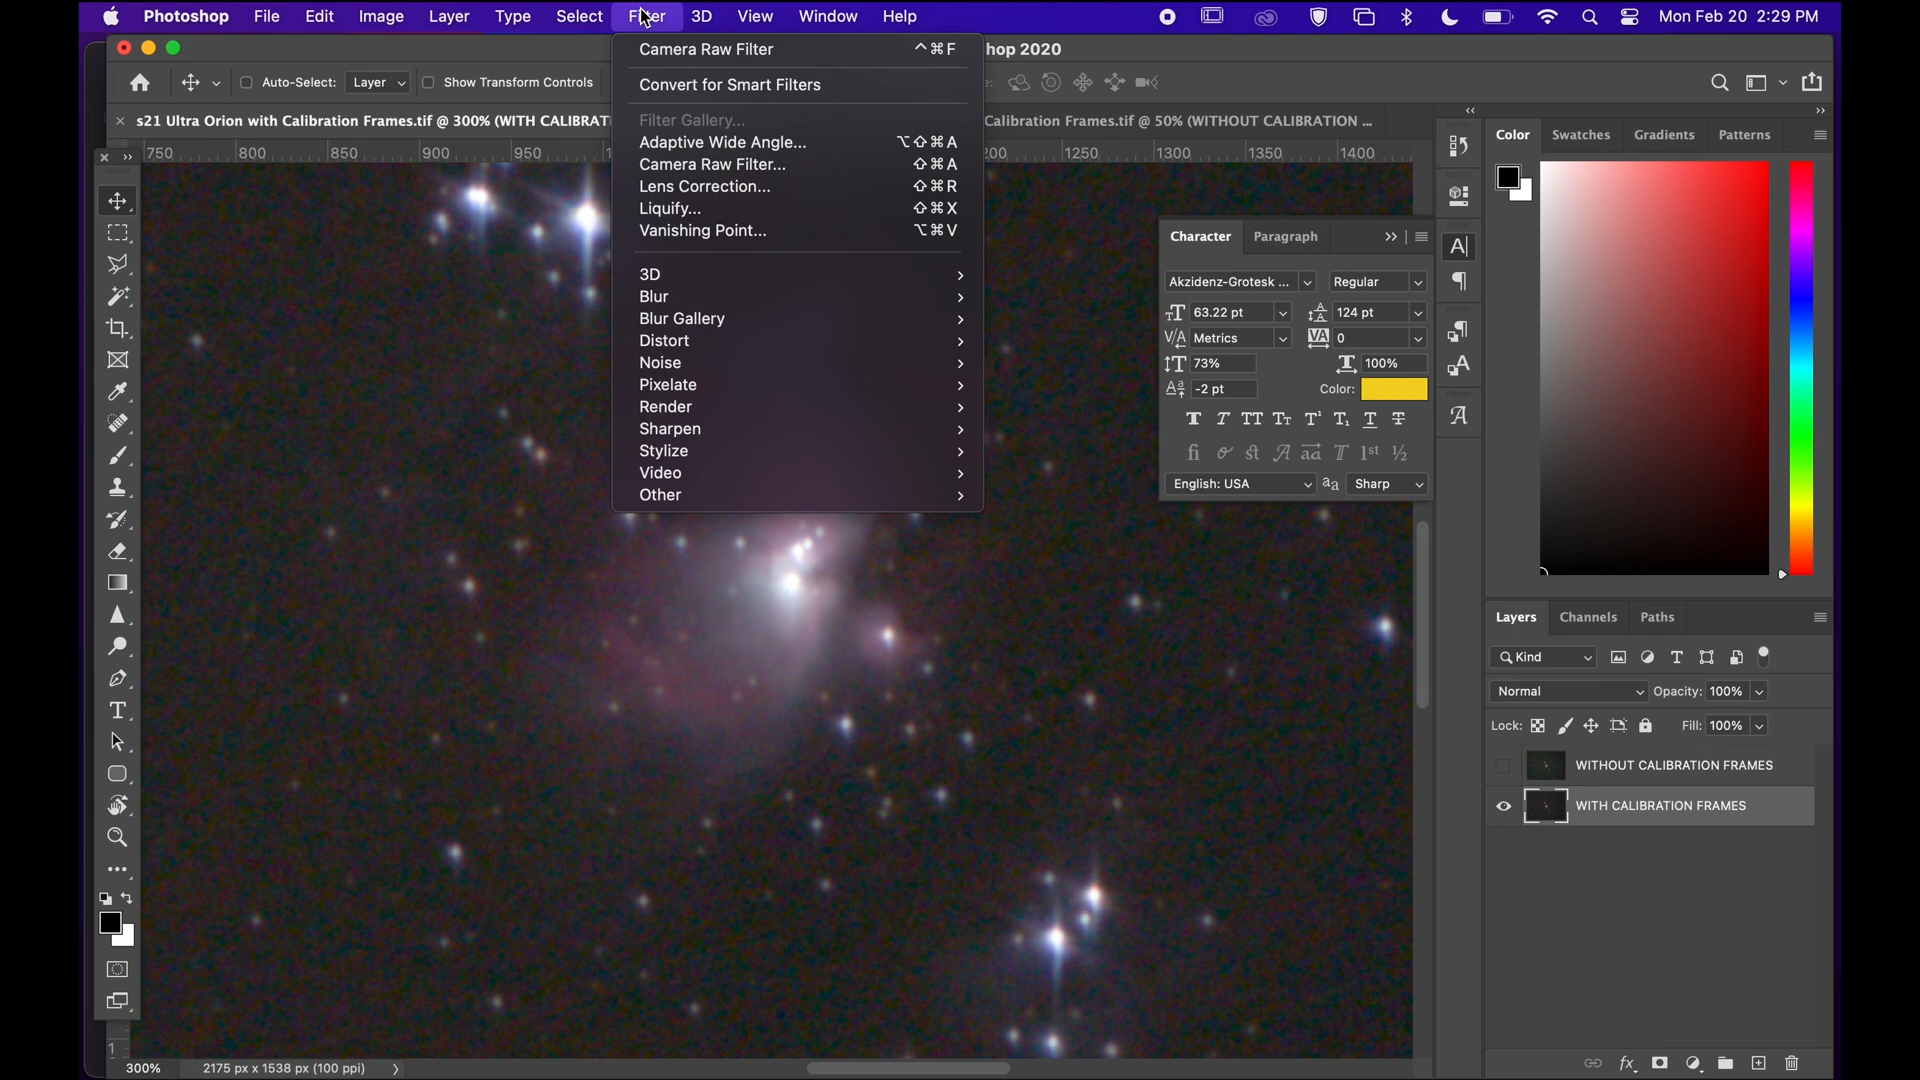 Photoshop File Edit Image Layer Type Select Filter 3D View Window Help Mon Feb 20 2:29 PM
hop 2020
Auto-Select: Layer Show Transform Controls
s21 Ultra Orion with Calibration Frames.tif @ 300% (WITH CALIBRAT
Calibration Frames.tif @ 50% (WITHOUT CALIBRATION ...
750 800 850 900 950 1
200 1250 1300 1350 1400
Camera Raw Filter ^⌘F
Convert for Smart Filters
Filter Gallery...
Adaptive Wide Angle... ⌥⇧⌘A
Camera Raw Filter... ⇧⌘A
Lens Correction... ⇧⌘R
Liquify... ⇧⌘X
Vanishing Point... ⌥⌘V
3D
Blur
Blur Gallery
Distort
Noise
Pixelate
Render
Sharpen
Stylize
Video
Other
Character Paragraph
Akzidenz-Grotesk ... Regular
63.22 pt 124 pt
Metrics 0
73% 100%
-2 pt Color:
English: USA aa Sharp
Color Swatches Gradients Patterns
Layers Channels Paths
Kind
Normal Opacity: 100%
Lock: Fill: 100%
WITHOUT CALIBRATION FRAMES
WITH CALIBRATION FRAMES
1
300% 2175 px x 1538 px (100 ppi)